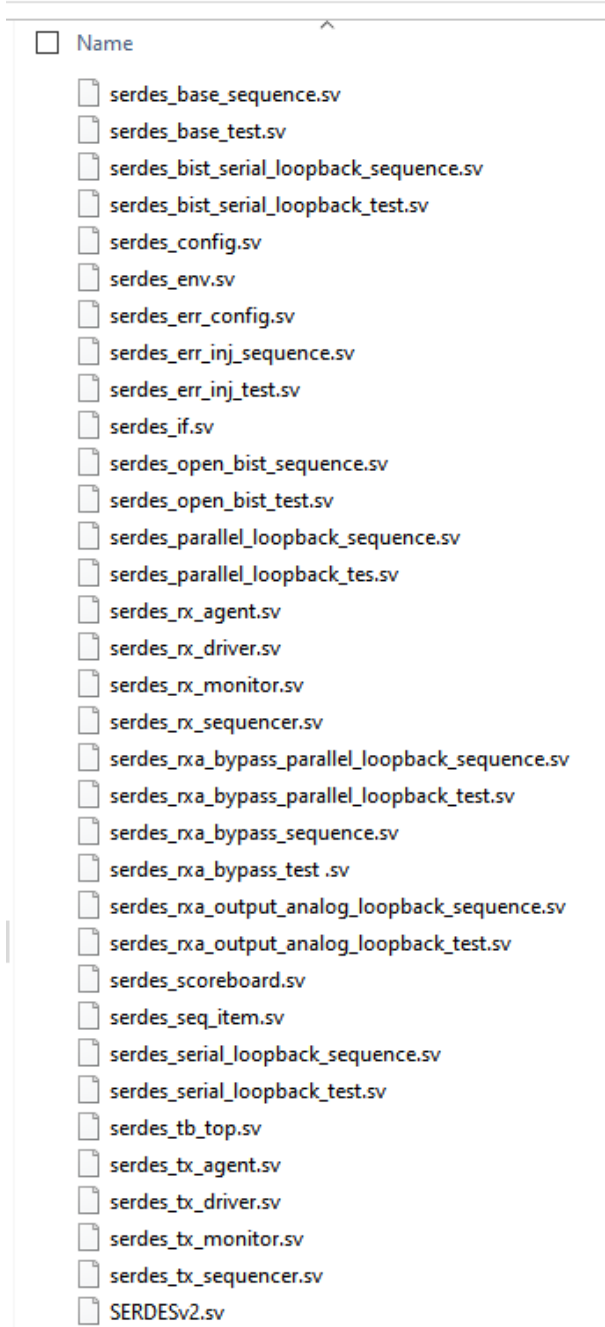 Name
serdes_base_sequence.sv
serdes_base_test.sv
serdes_bist_serial_loopback_sequence.sv
serdes_bist_serial_loopback_test.sv
serdes_config.sv
serdes_env.sv
serdes_err_config.sv
serdes_err_inj_sequence.sv
serdes_err_inj_test.sv
serdes_if.sv
serdes_open_bist_sequence.sv
serdes_open_bist_test.sv
serdes_parallel_loopback_sequence.sv
serdes_parallel_loopback_tes.sv
serdes_rx_agent.sv
serdes_rx_driver.sv
serdes_rx_monitor.sv
serdes_rx_sequencer.sv
serdes_rxa_bypass_parallel_loopback_sequence.sv
serdes_rxa_bypass_parallel_loopback_test.sv
serdes_rxa_bypass_sequence.sv
serdes_rxa_bypass_test .sv
serdes_rxa_output_analog_loopback_sequence.sv
serdes_rxa_output_analog_loopback_test.sv
serdes_scoreboard.sv
serdes_seq_item.sv
serdes_serial_loopback_sequence.sv
serdes_serial_loopback_test.sv
serdes_tb_top.sv
serdes_tx_agent.sv
serdes_tx_driver.sv
serdes_tx_monitor.sv
serdes_tx_sequencer.sv
SERDESv2.sv